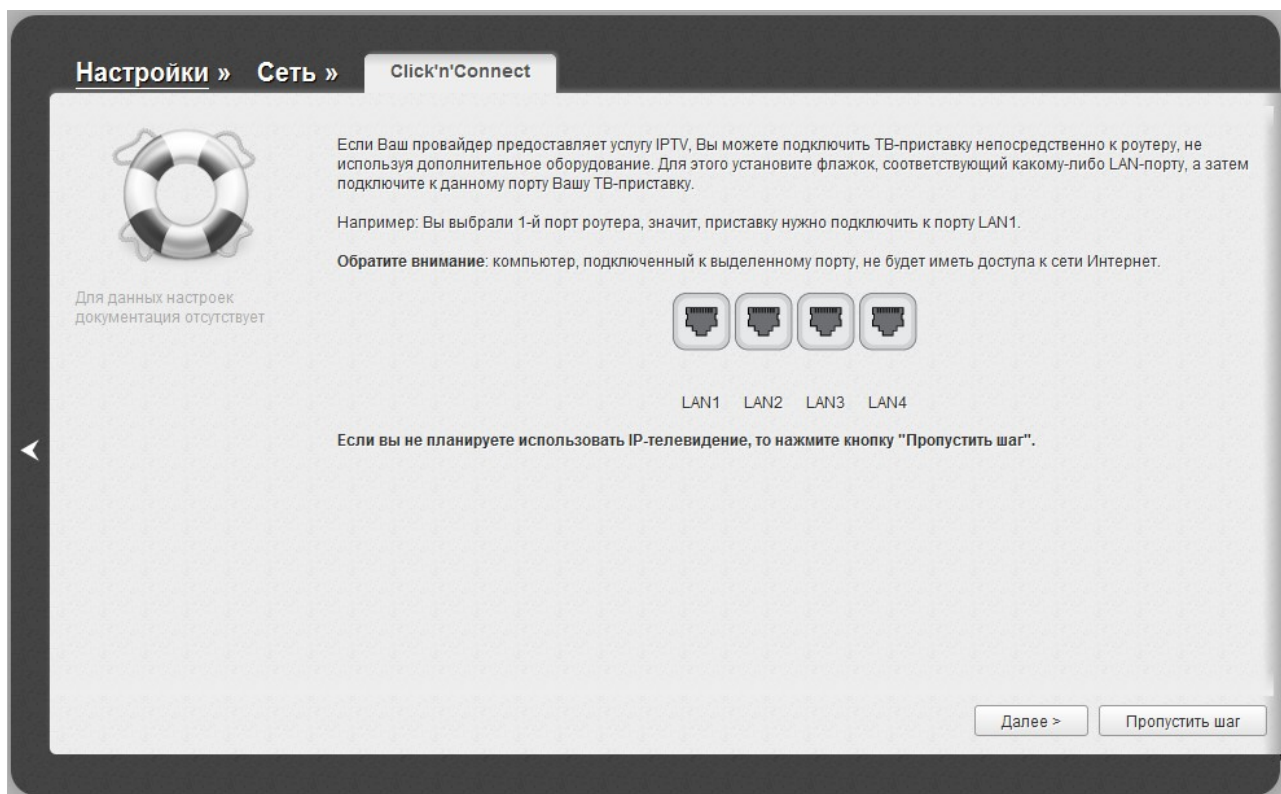 Настройки » Сеть » Click'n'Connect
Если Ваш провайдер предоставляет услугу IPTV, Вы можете подключить ТВ-приставку непосредственно к роутеру, не
используя дополнительное оборудование. Для этого установите флажок, соответствующий какому-либо LAN-порту, а затем
подключите к данному порту Вашу ТВ-приставку.
Например: Вы выбрали 1-й порт роутера, значит, приставку нужно подключить к порту LAN1.
Обратите внимание: компьютер, подключенный к выделенному порту, не будет иметь доступа к сети Интернет.
Для данных настроек
документация отсутствует
LAN1 LAN2 LAN3 LAN4
Если вы не планируете использовать IP-телевидение, то нажмите кнопку "Пропустить шаг".
Далее > Пропустить шаг